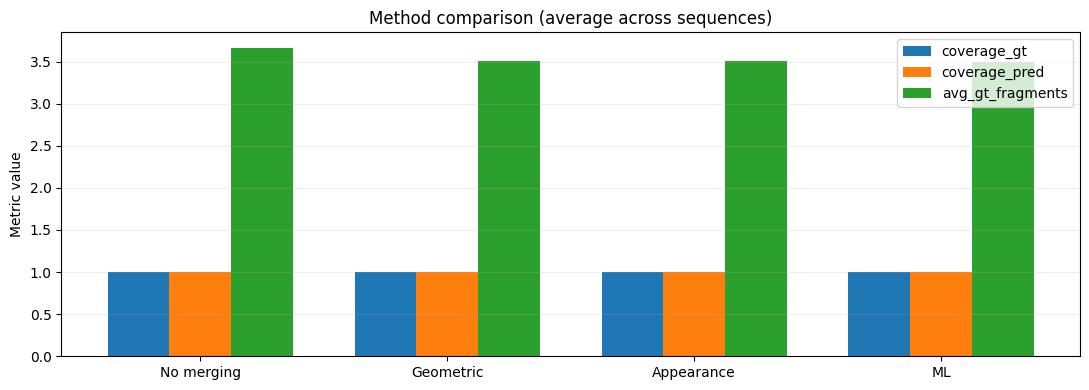 Method comparison (average across sequences)
coverage_gt
coverage_pred
avg_gt_fragments
Metric value
3.5
3.0
2.5
2.0
1.5
1.0
0.5
0.0
No merging Geometric Appearance ML